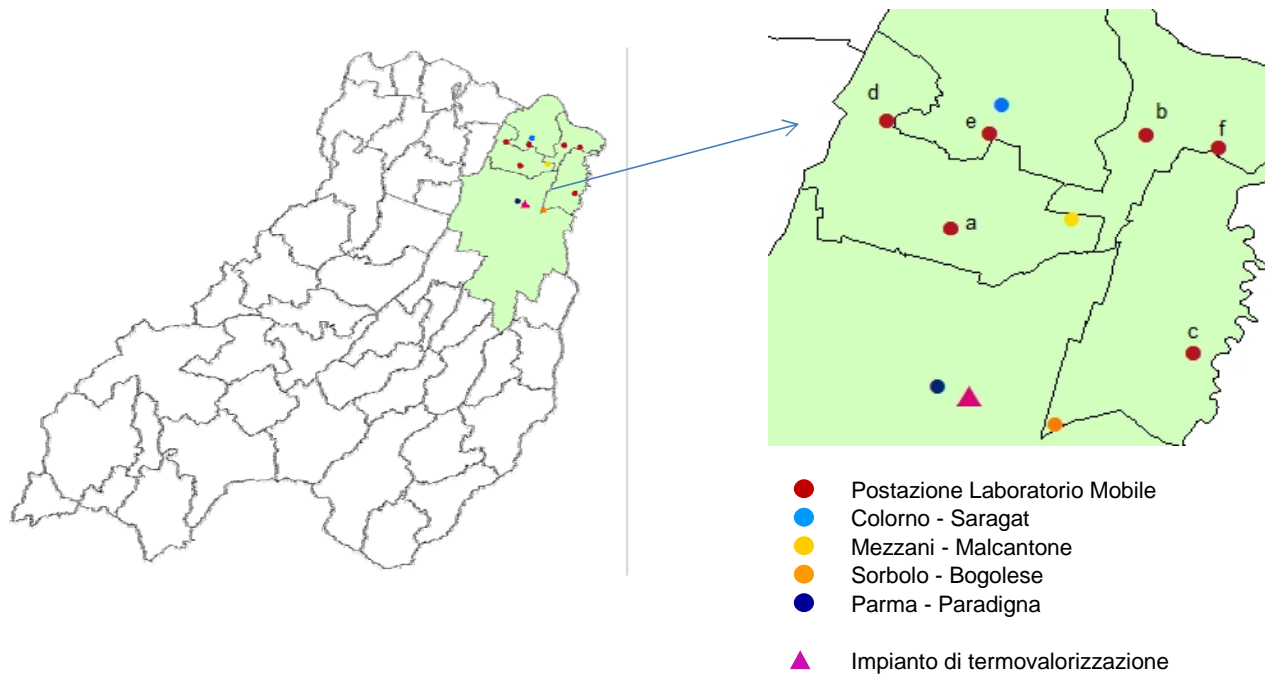 d
e
b
f
a
c
Postazione Laboratorio Mobile
Colorno - Saragat
Mezzani - Malcantone
Sorbolo - Bogolese
Parma - Paradigna
Impianto di termovalorizzazione